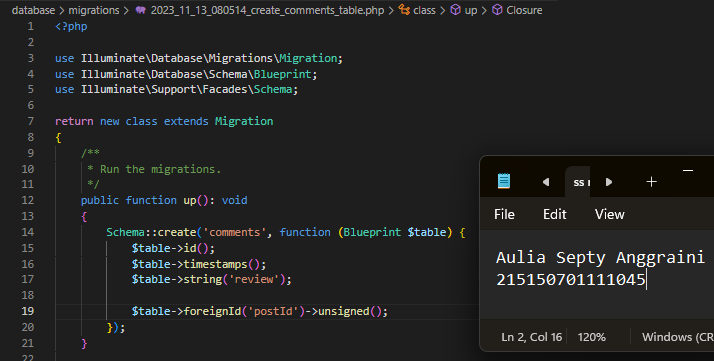 database > migrations > 2023_11_13_080514_create_comments_table.php > class > up > Closure
1 <?php
2
3 use Illuminate\Database\Migrations\Migration;
4 use Illuminate\Database\Schema\Blueprint;
5 use Illuminate\Support\Facades\Schema;
6
7 return new class extends Migration
8 {
9 /**
10 * Run the migrations.
11 */
12 public function up(): void
13 {
14 Schema::create('comments', function (Blueprint $table) {
15 $table->id();
16 $table->timestamps();
17 $table->string('review');
18
19 $table->foreignId('postId')->unsigned();
20 });
21 }
22
ss
File Edit View
Aulia Septy Anggraini
215150701111045
Ln 2, Col 16 120% Windows (CR